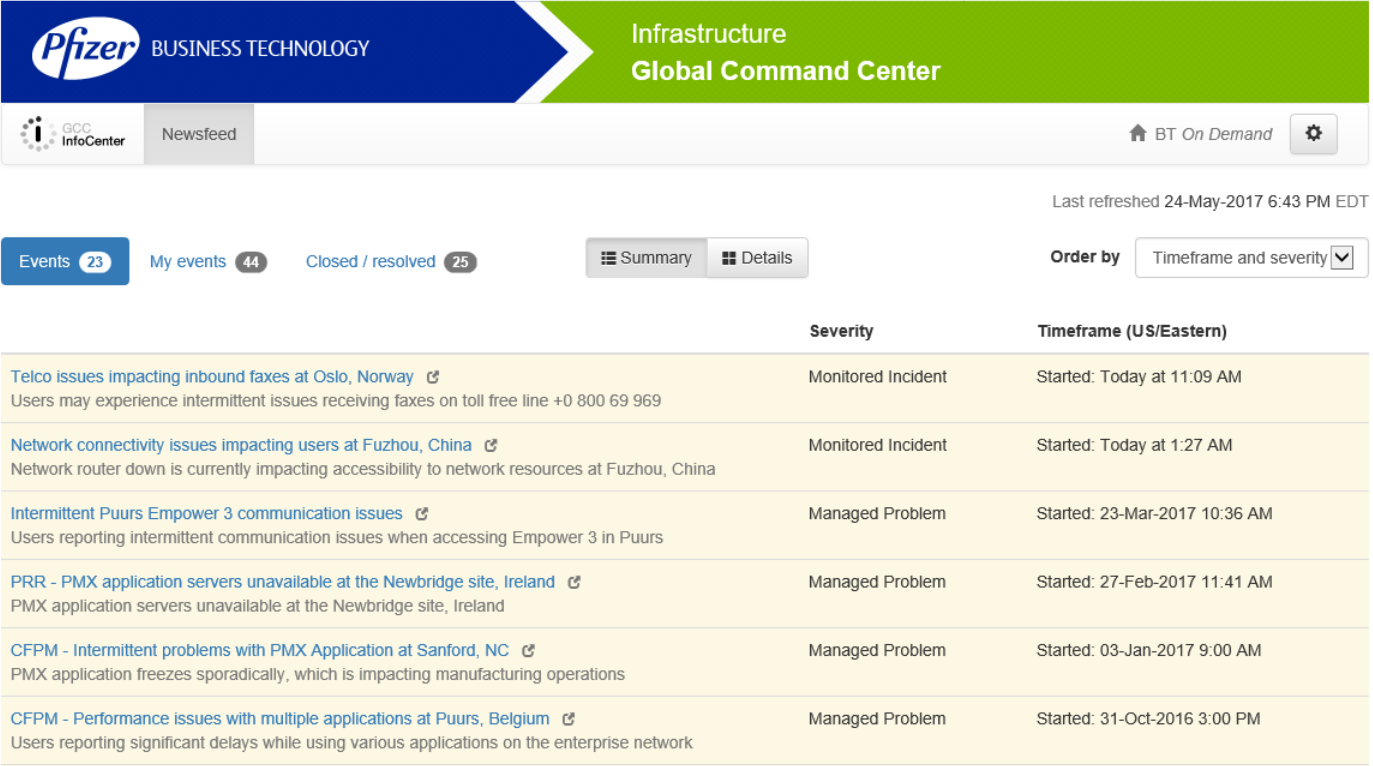 Pfizer BUSINESS TECHNOLOGY
Infrastructure
Global Command Center
GCC
InfoCenter
Newsfeed
BT On Demand
Last refreshed 24-May-2017 6:43 PM EDT
Events 23 My events 44 Closed / resolved 25 Summary Details Order by Timeframe and severity
Severity Timeframe (US/Eastern)
Telco issues impacting inbound faxes at Oslo, Norway Monitored Incident Started: Today at 11:09 AM
Users may experience intermittent issues receiving faxes on toll free line +0 800 69 969
Network connectivity issues impacting users at Fuzhou, China Monitored Incident Started: Today at 1:27 AM
Network router down is currently impacting accessibility to network resources at Fuzhou, China
Intermittent Puurs Empower 3 communication issues Managed Problem Started: 23-Mar-2017 10:36 AM
Users reporting intermittent communication issues when accessing Empower 3 in Puurs
PRR - PMX application servers unavailable at the Newbridge site, Ireland Managed Problem Started: 27-Feb-2017 11:41 AM
PMX application servers unavailable at the Newbridge site, Ireland
CFPM - Intermittent problems with PMX Application at Sanford, NC Managed Problem Started: 03-Jan-2017 9:00 AM
PMX application freezes sporadically, which is impacting manufacturing operations
CFPM - Performance issues with multiple applications at Puurs, Belgium Managed Problem Started: 31-Oct-2016 3:00 PM
Users reporting significant delays while using various applications on the enterprise network